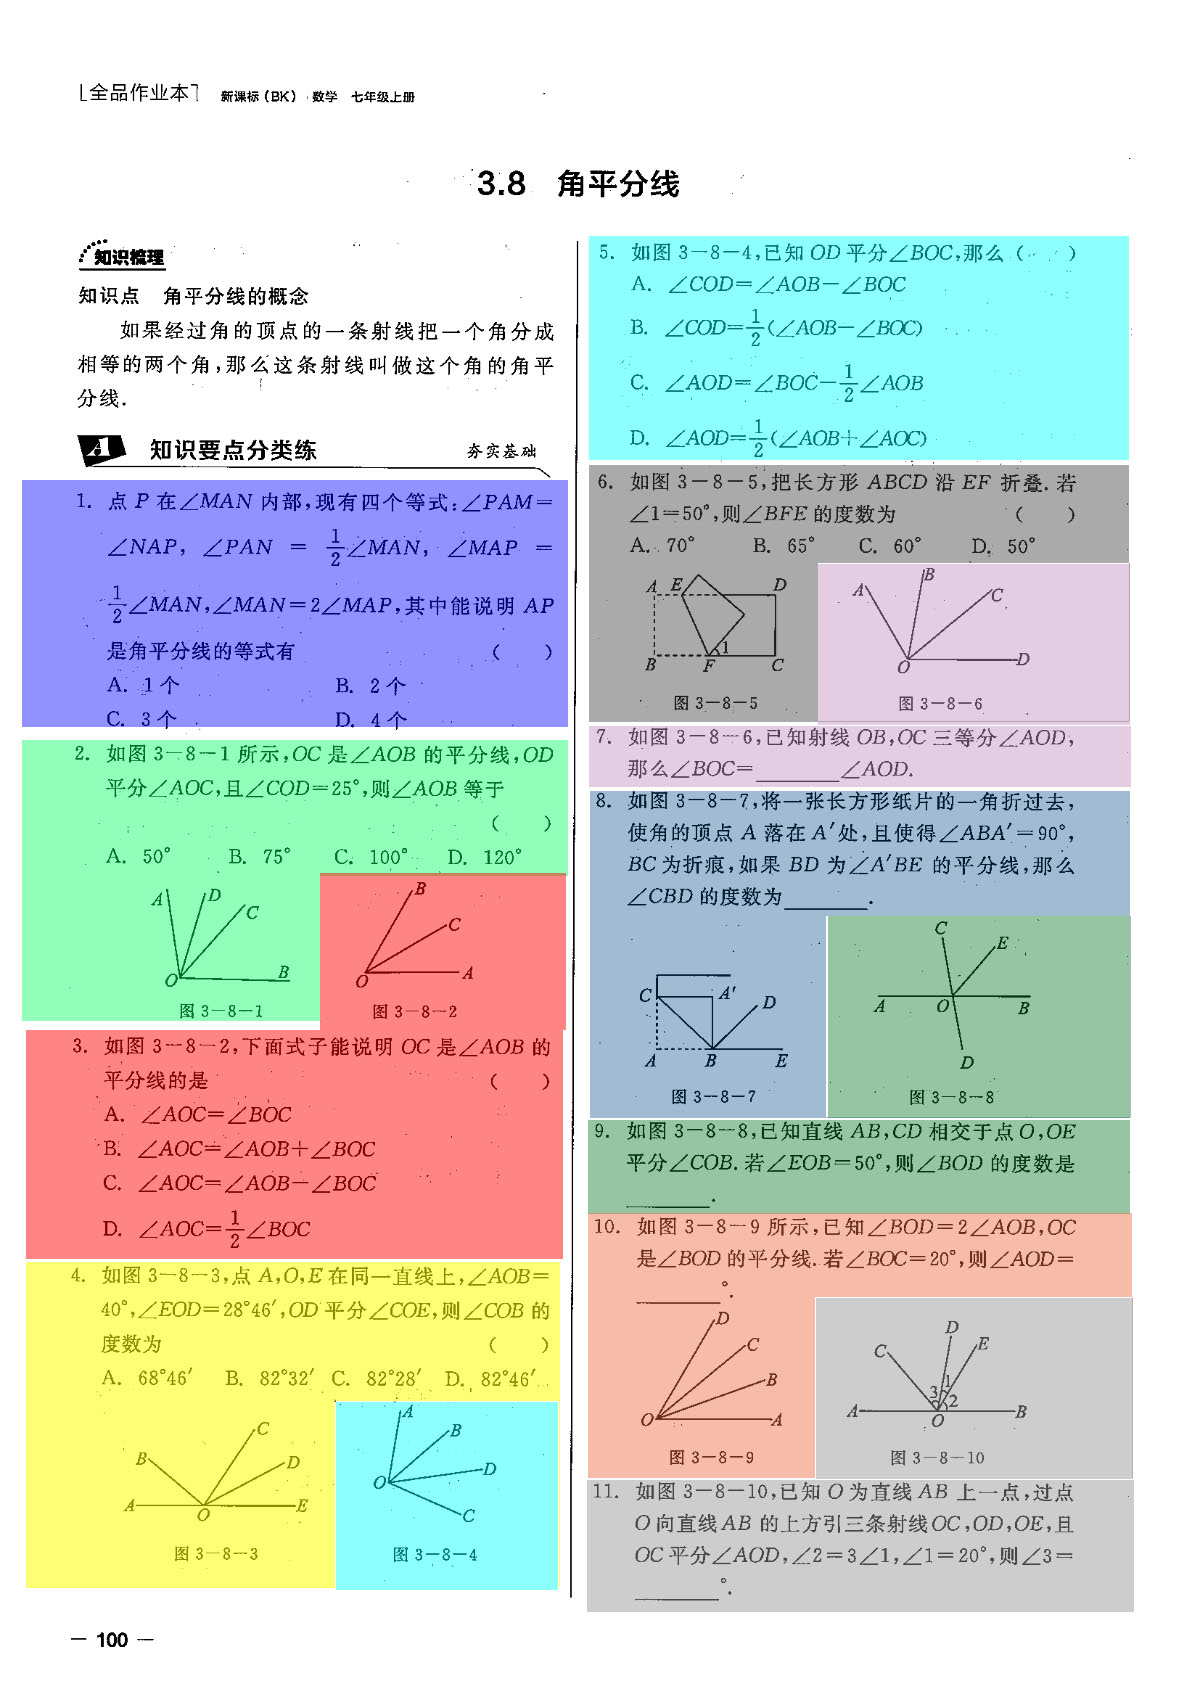 [全品作业本] 新课标(BK)·数学 七年级上册
3.8 角平分线
知识梳理
知识点 角平分线的概念
如果经过角的顶点的一条射线把一个角分成
相等的两个角,那么这条射线叫做这个角的角平
分线.
A 知识要点分类练 夯实基础
1. 点 P 在∠MAN 内部,现有四个等式:∠PAM=
∠NAP, ∠PAN = 1/2∠MAN, ∠MAP =
1/2∠MAN,∠MAN=2∠MAP,其中能说明 AP
是角平分线的等式有 ( )
A. 1个 B. 2个
C. 3个 D. 4个
2. 如图 3-8-1 所示,OC 是∠AOB 的平分线,OD
平分∠AOC,且∠COD=25°,则∠AOB 等于
( )
A. 50° B. 75° C. 100° D. 120°
A D C O B
图 3-8-1
B C O A
图 3-8-2
3. 如图 3-8-2,下面式子能说明 OC 是∠AOB 的
平分线的是 ( )
A. ∠AOC=∠BOC
B. ∠AOC=∠AOB+∠BOC
C. ∠AOC=∠AOB-∠BOC
D. ∠AOC=1/2∠BOC
4. 如图 3-8-3,点 A,O,E 在同一直线上,∠AOB=
40°,∠EOD=28°46′,OD 平分∠COE,则∠COB 的
度数为 ( )
A. 68°46′ B. 82°32′ C. 82°28′ D. 82°46′
B C D A O E
图 3-8-3
A B O D C
图 3-8-4
— 100 —
5. 如图 3-8-4,已知 OD 平分∠BOC,那么 ( )
A. ∠COD=∠AOB-∠BOC
B. ∠COD=1/2(∠AOB-∠BOC)
C. ∠AOD=∠BOC-1/2∠AOB
D. ∠AOD=1/2(∠AOB+∠AOC)
6. 如图 3-8-5,把长方形 ABCD 沿 EF 折叠.若
∠1=50°,则∠BFE 的度数为 ( )
A. 70° B. 65° C. 60° D. 50°
A E D B F 1 C
图 3-8-5
A B C O D
图 3-8-6
7. 如图 3-8-6,已知射线 OB,OC 三等分∠AOD,
那么∠BOC=______∠AOD.
8. 如图 3-8-7,将一张长方形纸片的一角折过去,
使角的顶点 A 落在 A′处,且使得∠ABA′=90°,
BC 为折痕,如果 BD 为∠A′BE 的平分线,那么
∠CBD 的度数为______.
C A′ D A B E
图 3-8-7
C E A O B D
图 3-8-8
9. 如图 3-8-8,已知直线 AB,CD 相交于点 O,OE
平分∠COB.若∠EOB=50°,则∠BOD 的度数是
______.
10. 如图 3-8-9 所示,已知∠BOD=2∠AOB,OC
是∠BOD 的平分线.若∠BOC=20°,则∠AOD=
______°.
D C B O A
图 3-8-9
D C E 3 1 2 A O B
图 3-8-10
11. 如图 3-8-10,已知 O 为直线 AB 上一点,过点
O 向直线 AB 的上方引三条射线 OC,OD,OE,且
OC 平分∠AOD,∠2=3∠1,∠1=20°,则∠3=
______°.